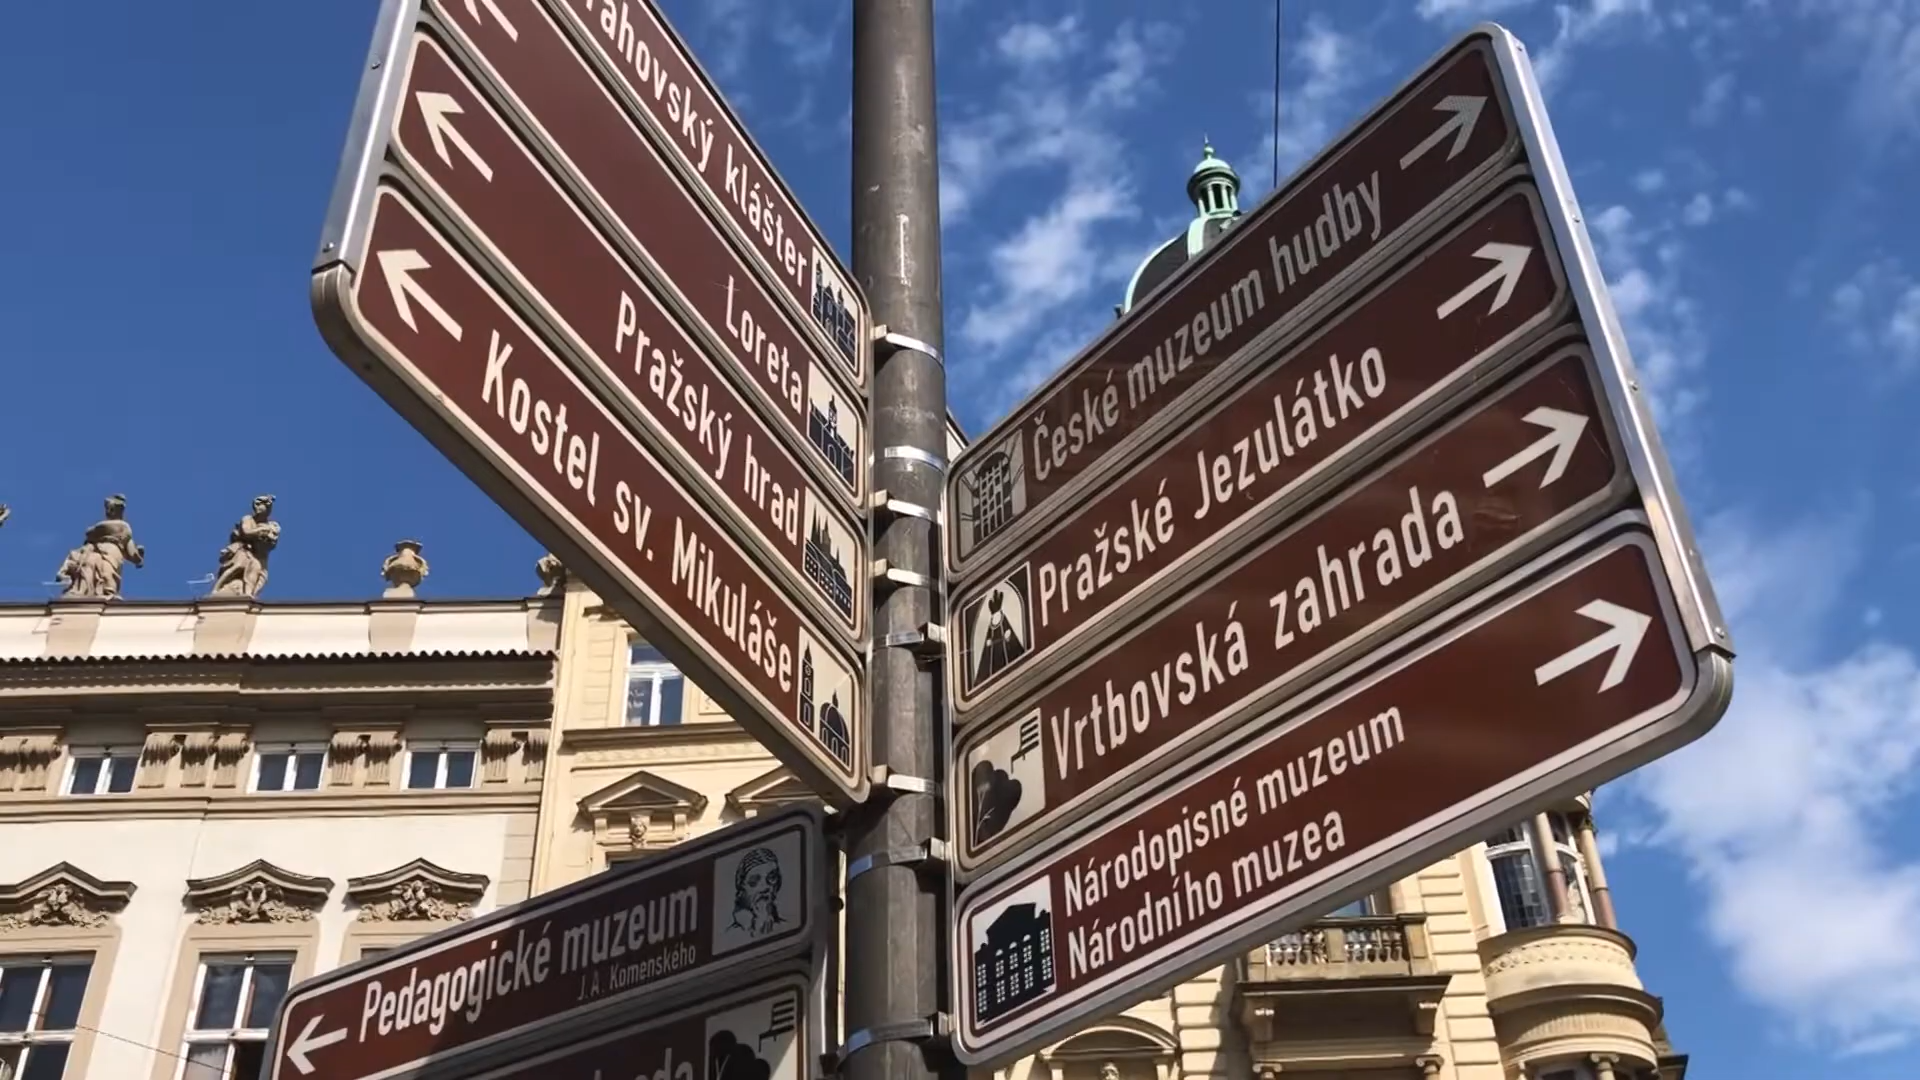 klášter
Loreta
Pražský hrad
Kostel sv. Mikuláše
České muzeum hudby
Pražské Jezulátko
Vrtbovská zahrada
Národopisné muzeum
Národního muzea
Pedagogické muzeum
J. A. Komenského